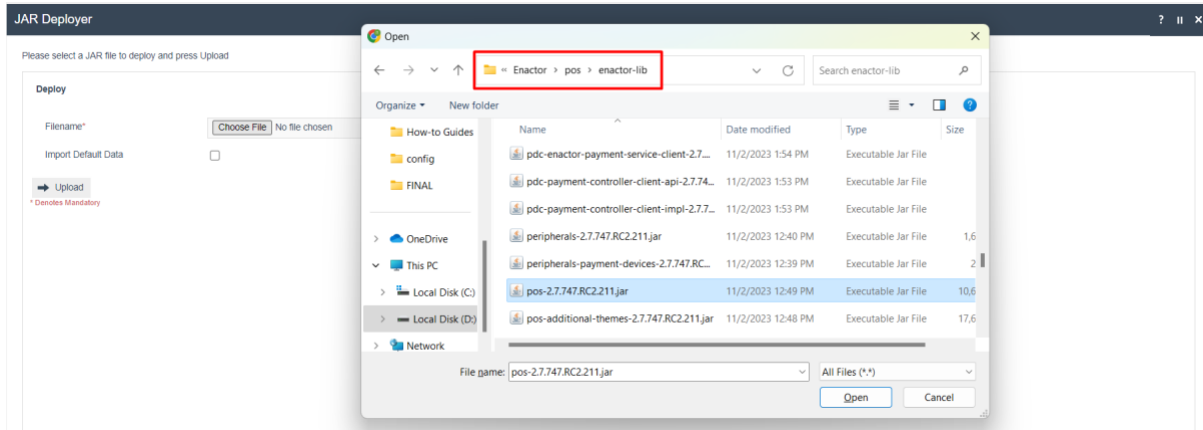 JAR Deployer
? II ×
Please select a JAR file to deploy and press Upload
Deploy
Filename*
Choose File No file chosen
Import Default Data
Upload
* Denotes Mandatory
Open
« Enactor > pos > enactor-lib
Search enactor-lib
Organize
New folder
How-to Guides
config
FINAL
OneDrive
This PC
Local Disk (C:)
Local Disk (D:)
Network
Name Date modified Type Size
pdc-enactor-payment-service-client-2.7.... 11/2/2023 1:54 PM Executable Jar File
pdc-payment-controller-client-api-2.7.74... 11/2/2023 1:53 PM Executable Jar File
pdc-payment-controller-client-impl-2.7.7... 11/2/2023 1:53 PM Executable Jar File
peripherals-2.7.747.RC2.211.jar 11/2/2023 12:40 PM Executable Jar File 1,6
peripherals-payment-devices-2.7.747.RC... 11/2/2023 12:39 PM Executable Jar File 2
pos-2.7.747.RC2.211.jar 11/2/2023 12:49 PM Executable Jar File 10,6
pos-additional-themes-2.7.747.RC2.211.jar 11/2/2023 12:48 PM Executable Jar File 17,6
File name: pos-2.7.747.RC2.211.jar
All Files (*.*)
Open
Cancel